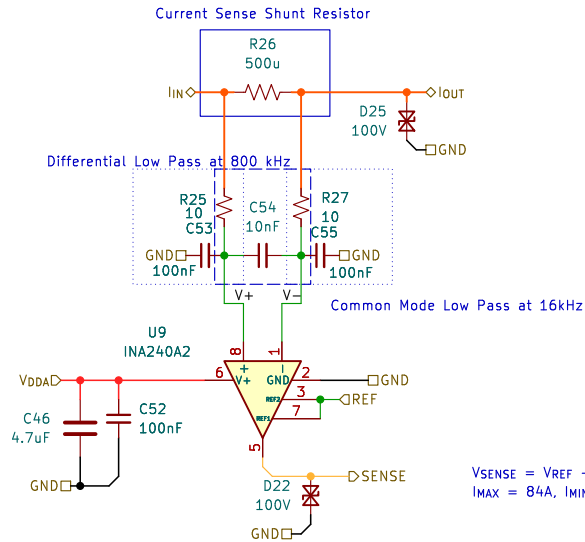 Current Sense Shunt Resistor
R26
500u
IIN
IOUT
D25
100V
GND
Differential Low Pass at 800 kHz
R25
10
C54
10nF
R27
10
C53
C55
GND
100nF
GND
100nF
V+
V-
Common Mode Low Pass at 16kHz
U9
INA240A2
8
1
+
-
VDDA
6
V+
GND
2
GND
REF2
3
REF
REF1
7
C46
4.7uF
C52
100nF
5
GND
SENSE
D22
100V
GND
VSENSE = VREF -
IMAX = 84A, IMIN